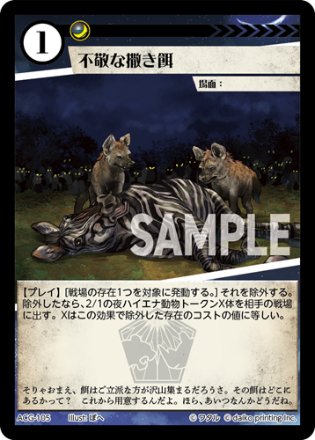 1
不敬な撒き餌
場面:
SAMPLE
【プレイ】[戦場の存在1つを対象に発動する。]それを除外する。
除外したなら、2/1の夜ハイエナ動物トークンX体を相手の戦場
に出す。Xはこの効果で除外した存在のコストの値に等しい。
そりゃおまえ、餌はご立派な方が沢山集まるだろうさ。その餌はどこに
あるかって? これから用意するんだよ。ほら、あいつなんかどうだね。
ACG-105 Illust: ぽへ ©ワタル ©daiko printing inc.